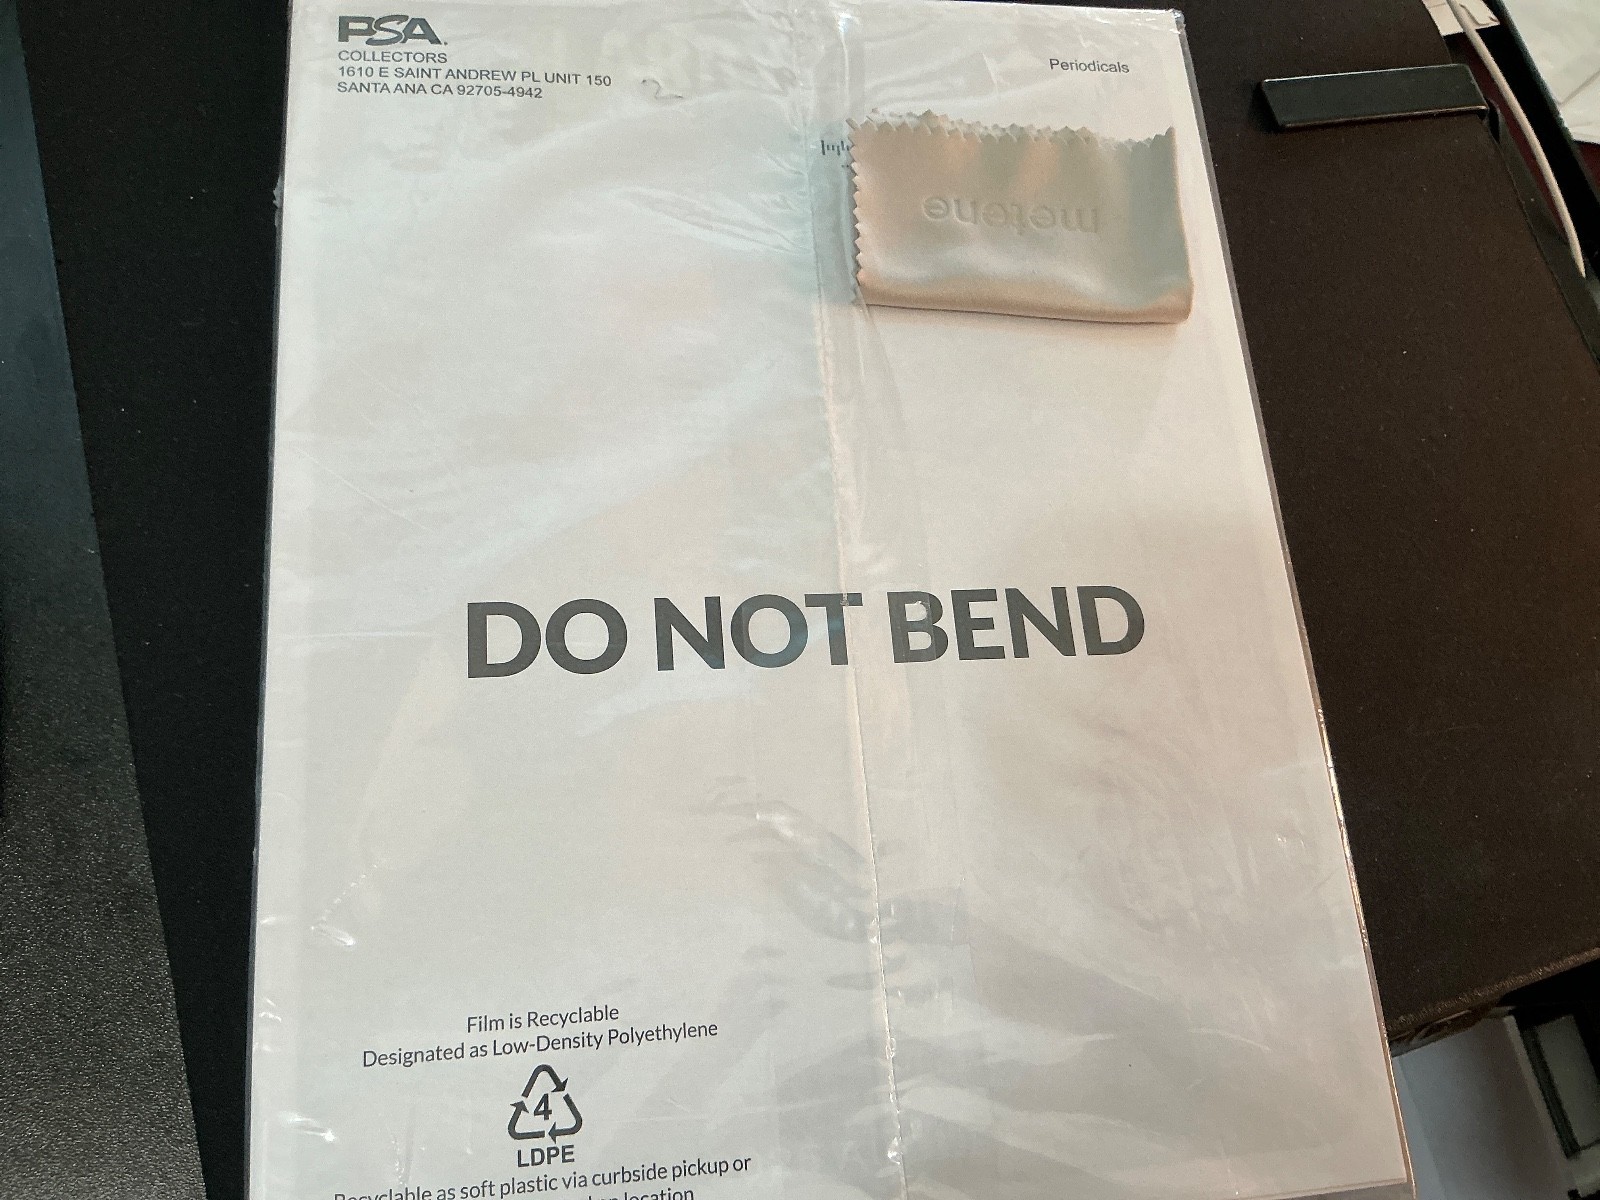 PSA
COLLECTORS
1610 E SAINT ANDREW PL UNIT 150
SANTA ANA CA 92705-4942
2
Periodicals
metene
DO NOT BEND
Film is Recyclable
Designated as Low-Density Polyethylene
4
LDPE
Recyclable as soft plastic via curbside pickup or
location